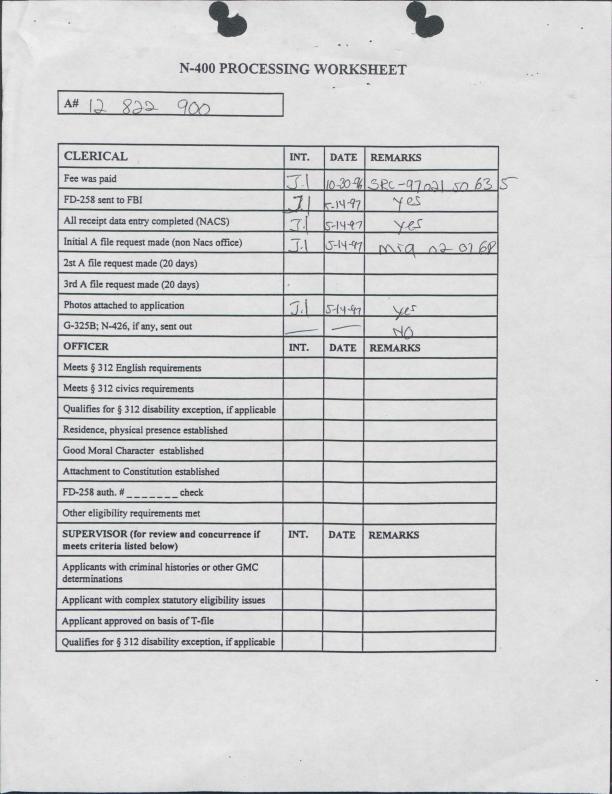 N-400 PROCESSING WORKSHEET
A# 12 822 900
CLERICAL INT. DATE REMARKS
Fee was paid J.I 10-30-96 SRC-97021 50 63 5
FD-258 sent to FBI J.I 5-14-97 yes
All receipt data entry completed (NACS) J.I 5-14-97 yes
Initial A file request made (non Nacs office) J.I 5-14-97
2st A file request made (20 days)
3rd A file request made (20 days)
Photos attached to application J.I 5-14-97 yes
G-325B; N-426, if any, sent out — — NO
OFFICER INT. DATE REMARKS
Meets § 312 English requirements
Meets § 312 civics requirements
Qualifies for § 312 disability exception, if applicable
Residence, physical presence established
Good Moral Character established
Attachment to Constitution established
FD-258 auth. # _ _ _ _ _ _ _ check
Other eligibility requirements met
SUPERVISOR (for review and concurrence if INT. DATE REMARKS
meets criteria listed below)
Applicants with criminal histories or other GMC
determinations
Applicant with complex statutory eligibility issues
Applicant approved on basis of T-file
Qualifies for § 312 disability exception, if applicable